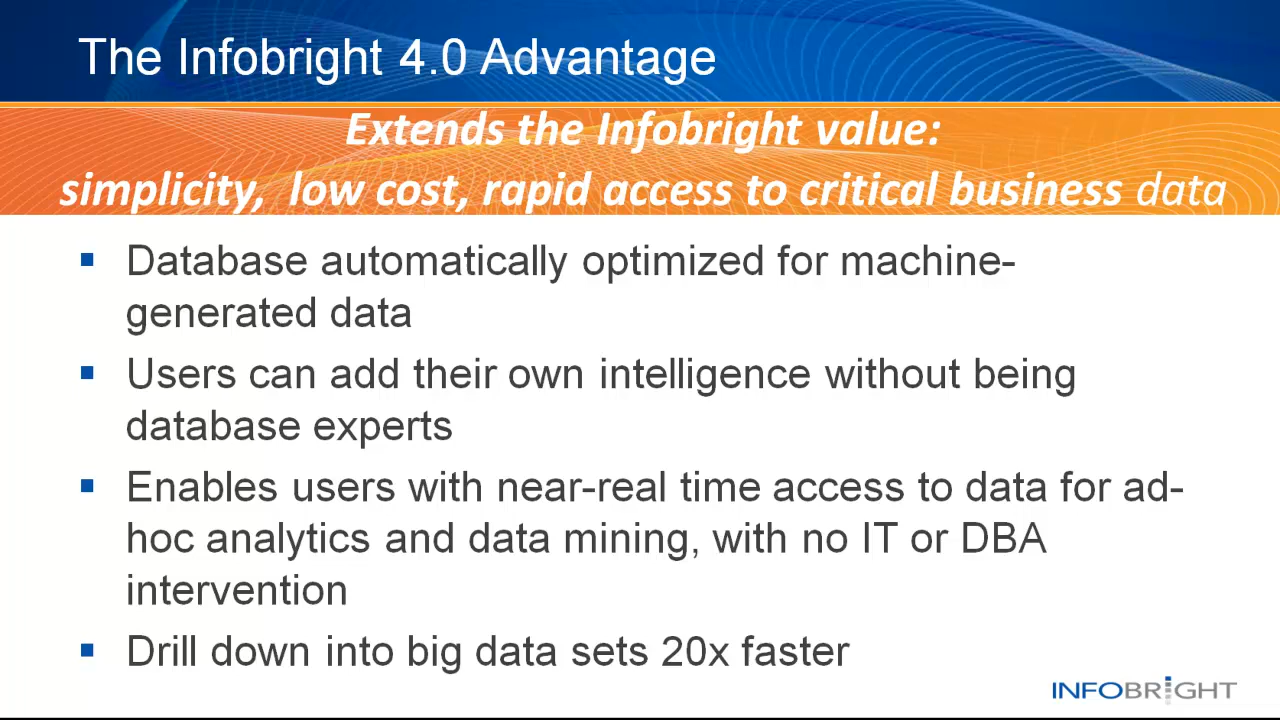 The Infobright 4.0 Advantage
Extends the Infobright value:
simplicity, low cost, rapid access to critical business data
▪ Database automatically optimized for machine-
generated data
▪ Users can add their own intelligence without being
database experts
▪ Enables users with near-real time access to data for ad-
hoc analytics and data mining, with no IT or DBA
intervention
▪ Drill down into big data sets 20x faster
INFOBRIGHT